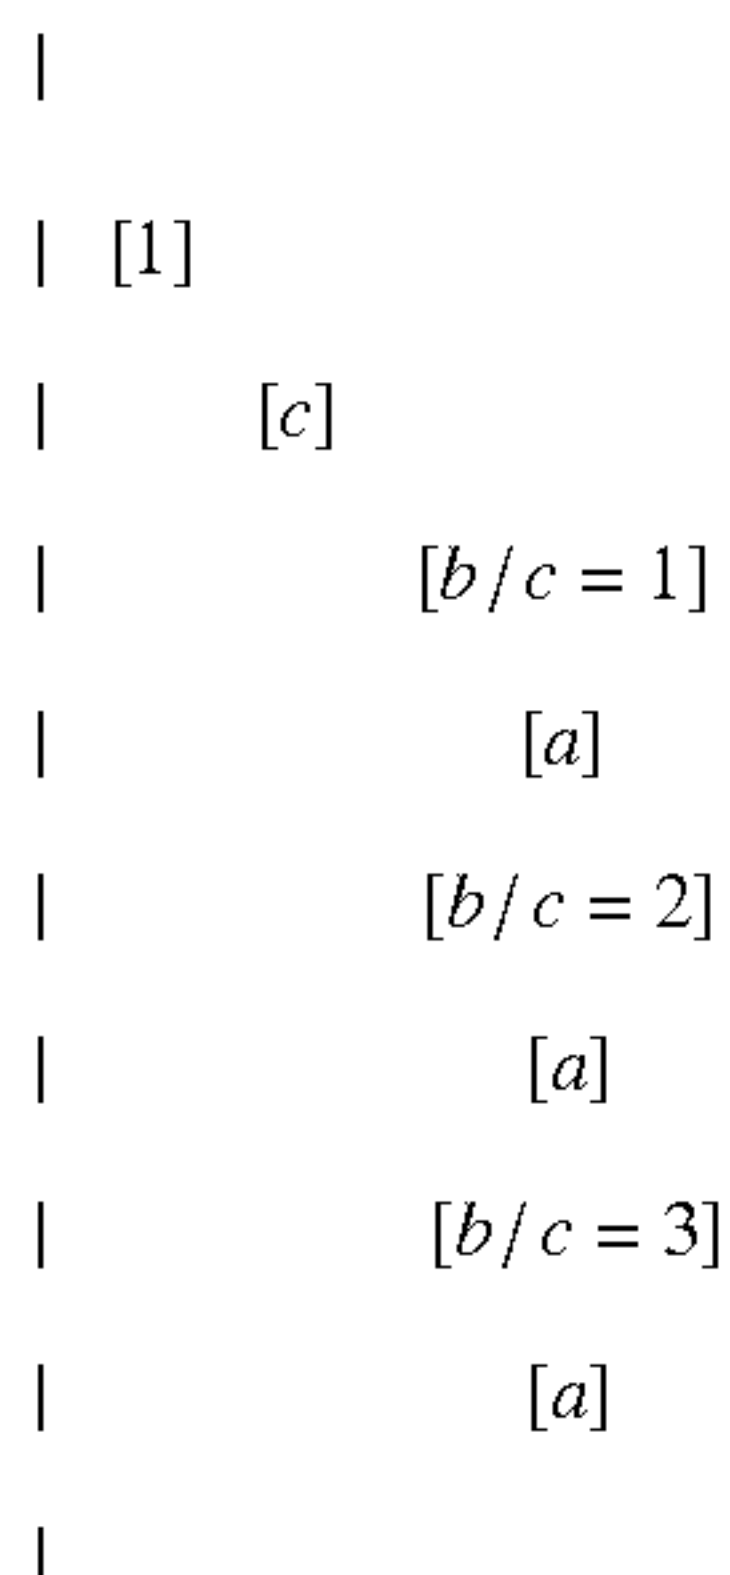 |
| [1]
| [c]
| [b/c = 1]
| [a]
| [b/c = 2]
| [a]
| [b/c = 3]
| [a]
|